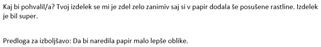 Kaj bi pohvalil/a? Tvoj izdelek se mi je zdel zelo zanimiv saj si v papir dodala še posušene rastline. Izdelek
je bil super.
Predloga za izboljšavo: Da bi naredila papir malo lepše oblike.